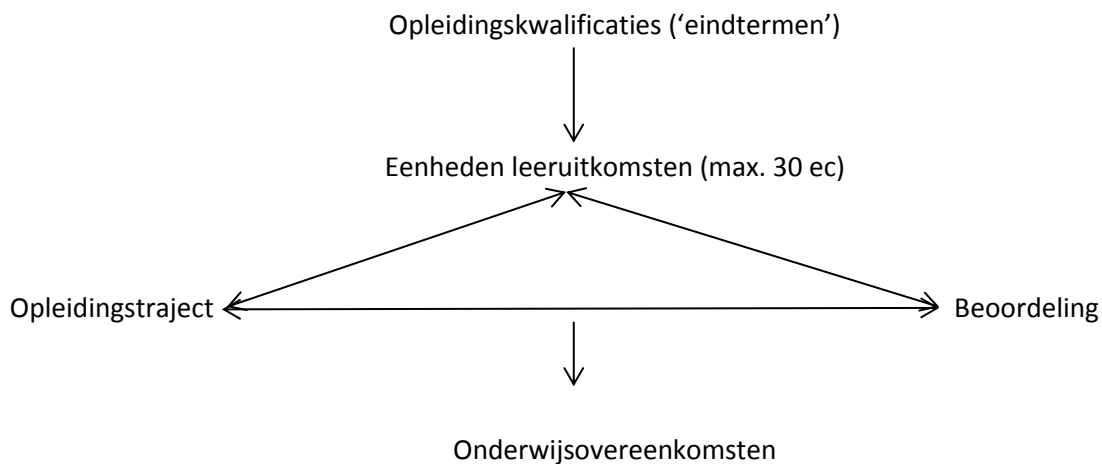 Opleidingskwalificaties (‘eindtermen’)
Eenheden leeruitkomsten (max. 30 ec)
Opleidingstraject
Beoordeling
Onderwijsovereenkomsten